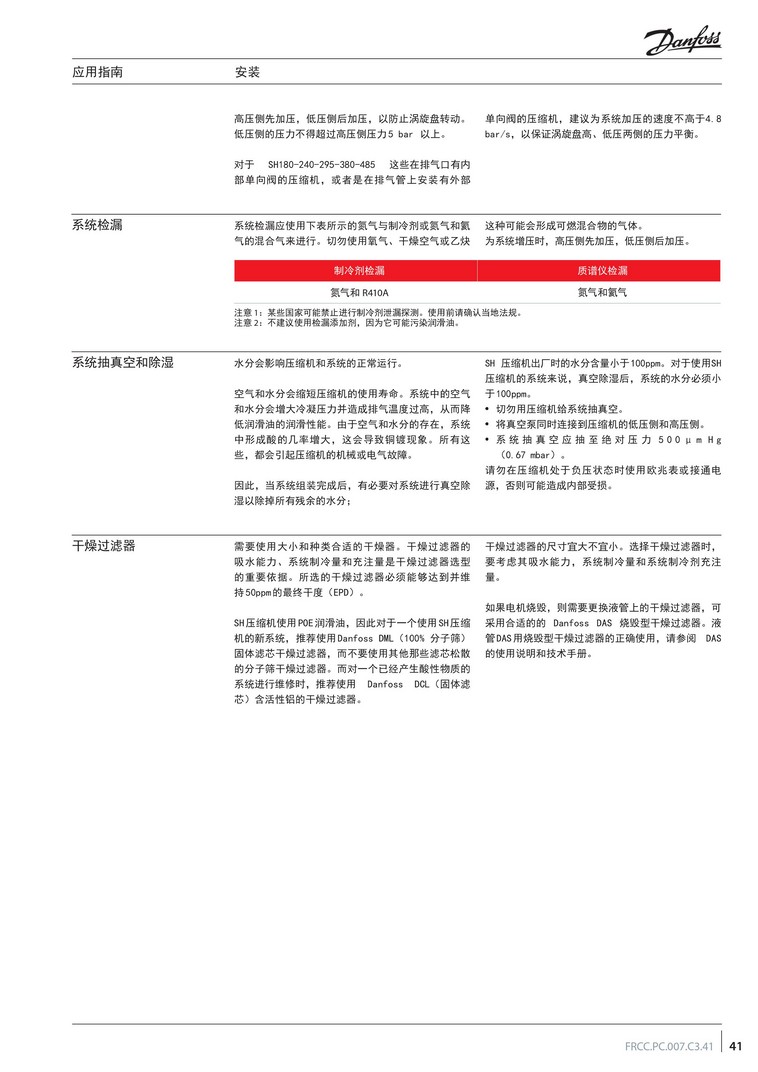 Danfoss
应用指南 安装
高压侧先加压，低压侧后加压，以防止涡旋盘转动。
低压侧的压力不得超过高压侧压力5 bar 以上。
对于 SH180-240-295-380-485 这些在排气口有内
部单向阀的压缩机，或者是在排气管上安装有外部
单向阀的压缩机，建议为系统加压的速度不高于4.8
bar/s，以保证涡旋盘高、低压两侧的压力平衡。
系统检漏
系统检漏应使用下表所示的氮气与制冷剂或氮气和氦
气的混合气来进行。切勿使用氧气、干燥空气或乙炔
这种可能会形成可燃混合物的气体。
为系统增压时，高压侧先加压，低压侧后加压。
制冷剂检漏 质谱仪检漏
氮气和 R410A 氮气和氦气
注意 1：某些国家可能禁止进行制冷剂泄漏探测。使用前请确认当地法规。
注意 2：不建议使用检漏添加剂，因为它可能污染润滑油。
系统抽真空和除湿
水分会影响压缩机和系统的正常运行。
空气和水分会缩短压缩机的使用寿命。系统中的空气
和水分会增大冷凝压力并造成排气温度过高，从而降
低润滑油的润滑性能。由于空气和水分的存在，系统
中形成酸的几率增大，这会导致铜镀现象。所有这
些，都会引起压缩机的机械或电气故障。
因此，当系统组装完成后，有必要对系统进行真空除
湿以除掉所有残余的水分；
SH 压缩机出厂时的水分含量小于100ppm。对于使用SH
压缩机的系统来说，真空除湿后，系统的水分必须小
于100ppm。
• 切勿用压缩机给系统抽真空。
• 将真空泵同时连接到压缩机的低压侧和高压侧。
• 系统抽真空应抽至绝对压力 500μmHg
（0.67 mbar）。
请勿在压缩机处于负压状态时使用欧兆表或接通电
源，否则可能造成内部受损。
干燥过滤器
需要使用大小和种类合适的干燥器。干燥过滤器的
吸水能力、系统制冷量和充注量是干燥过滤器选型
的重要依据。所选的干燥过滤器必须能够达到并维
持50ppm的最终干度（EPD）。
SH压缩机使用POE润滑油，因此对于一个使用SH压缩
机的新系统，推荐使用Danfoss DML（100% 分子筛）
固体滤芯干燥过滤器，而不要使用其他那些滤芯松散
的分子筛干燥过滤器。而对一个已经产生酸性物质的
系统进行维修时，推荐使用 Danfoss DCL（固体滤
芯）含活性铝的干燥过滤器。
干燥过滤器的尺寸宜大不宜小。选择干燥过滤器时，
要考虑其吸水能力，系统制冷量和系统制冷剂充注
量。
如果电机烧毁，则需要更换液管上的干燥过滤器，可
采用合适的的 Danfoss DAS 烧毁型干燥过滤器。液
管DAS用烧毁型干燥过滤器的正确使用，请参阅 DAS
的使用说明和技术手册。
FRCC.PC.007.C3.41 41